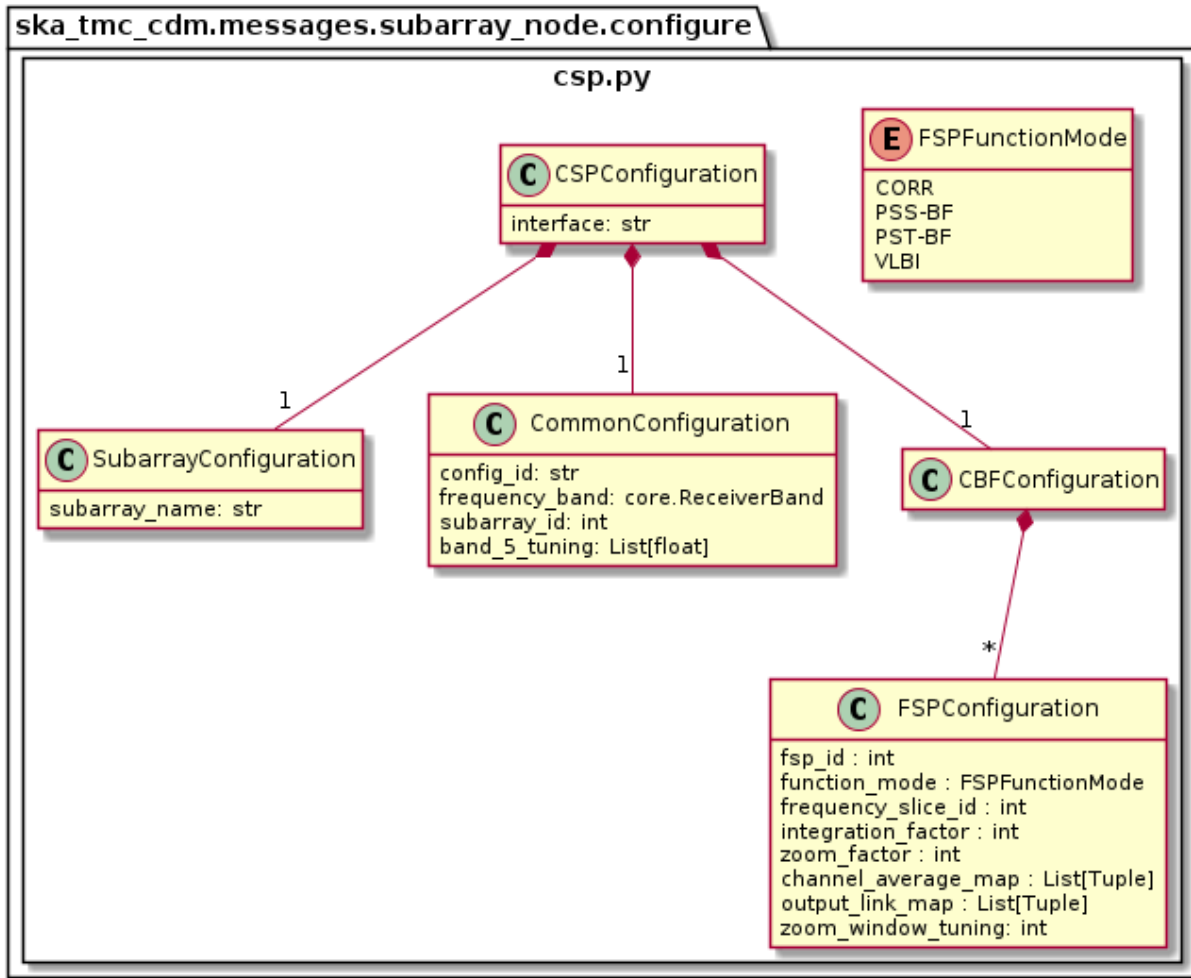 ska_tmc_cdm.messages.subarray_node.configure
csp.py
C CSPConfiguration
interface: str
E FSPFunctionMode
CORR
PSS-BF
PST-BF
VLBI
1
1
1
C SubarrayConfiguration
subarray_name: str
C CommonConfiguration
config_id: str
frequency_band: core.ReceiverBand
subarray_id: int
band_5_tuning: List[float]
C CBFConfiguration
*
C FSPConfiguration
fsp_id : int
function_mode : FSPFunctionMode
frequency_slice_id : int
integration_factor : int
zoom_factor : int
channel_average_map : List[Tuple]
output_link_map : List[Tuple]
zoom_window_tuning: int